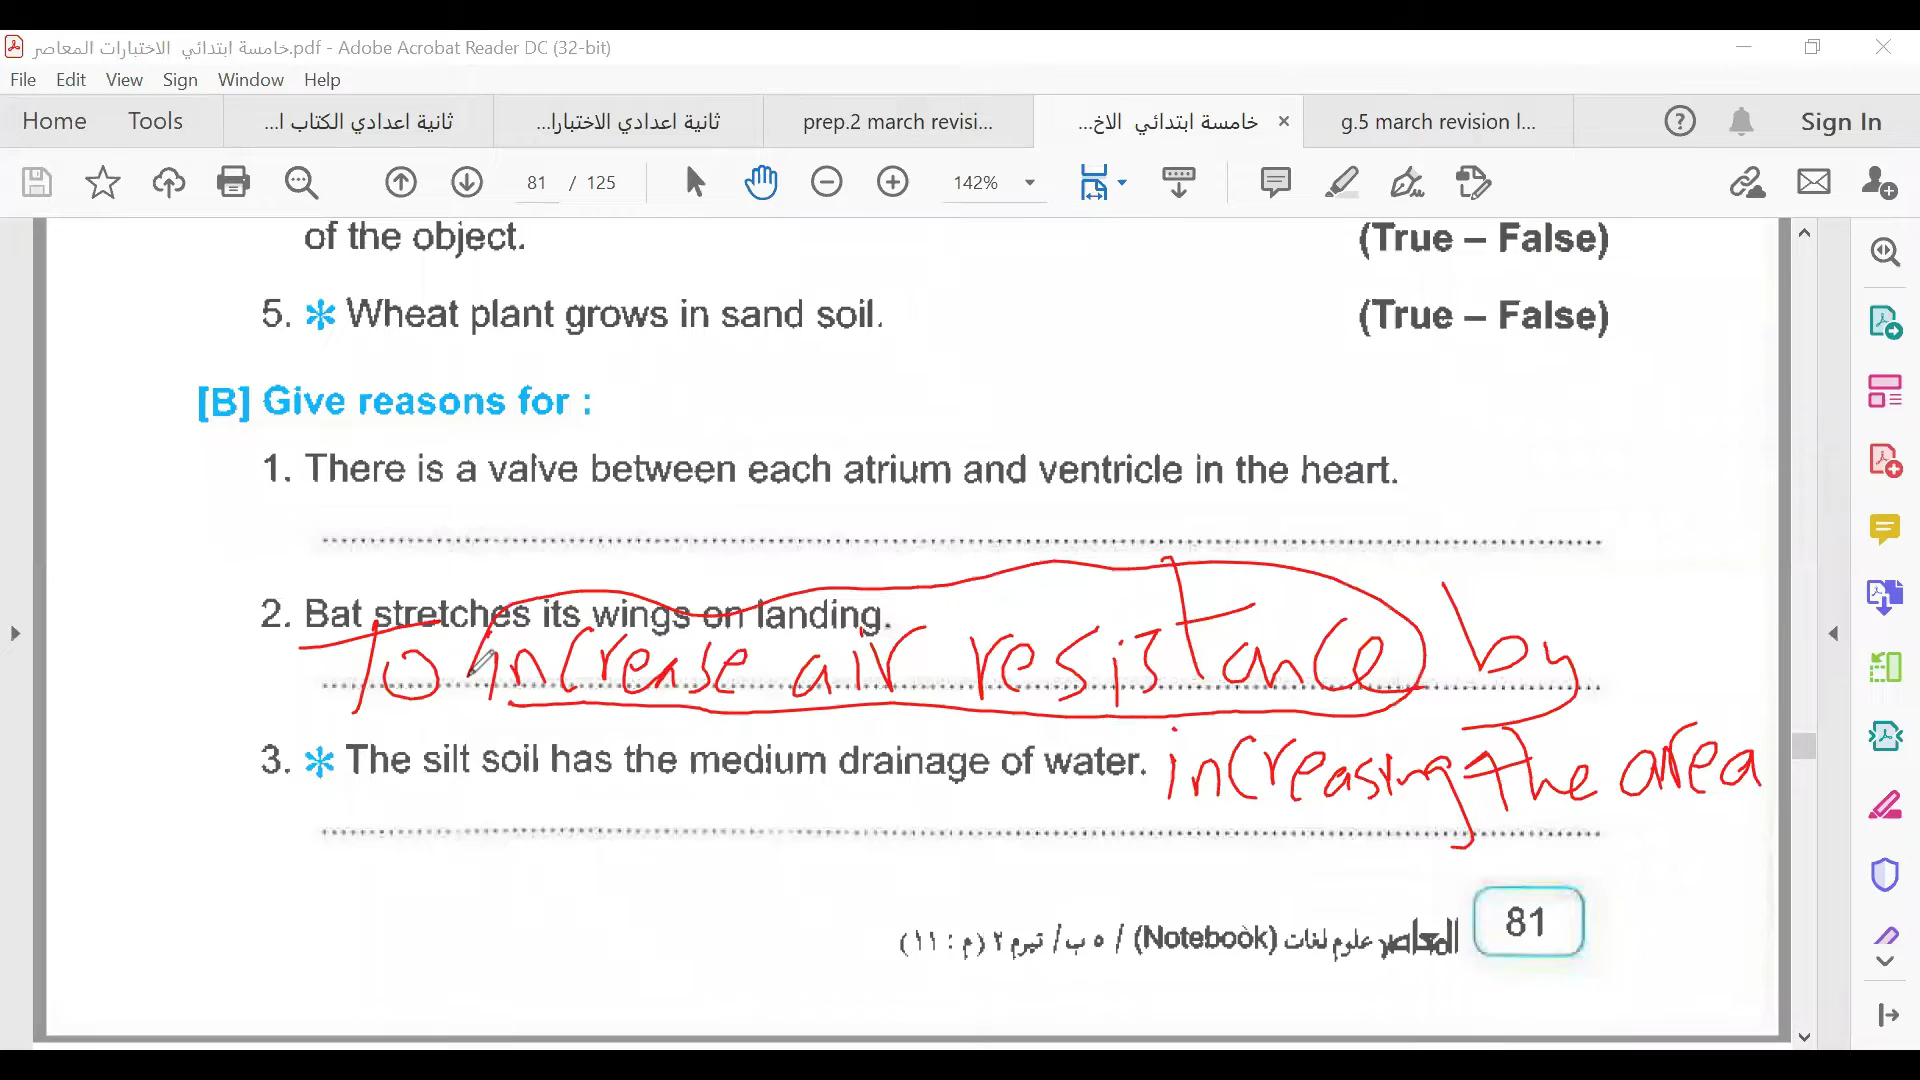 خامسة ابتدائي الاختبارات المعاصر.pdf - Adobe Acrobat Reader DC (32-bit)
File Edit View Sign Window Help
Home Tools ثانية اعدادي الكتاب ا... ثانية اعدادي الاختبارا... prep.2 march revisi... خامسة ابتدائي الاخ... × g.5 march revision l... Sign In
81 / 125 142%
of the object. (True – False)
5. * Wheat plant grows in sand soil. (True – False)
[B] Give reasons for :
1. There is a valve between each atrium and ventricle in the heart.
2. Bat stretches its wings on landing.
To increase air resistance by
increasing the area
3. * The silt soil has the medium drainage of water.
المعاصر علوم لغات (Notebook) / ٥ ب/ تيرم ٢ (م : ١١) 81